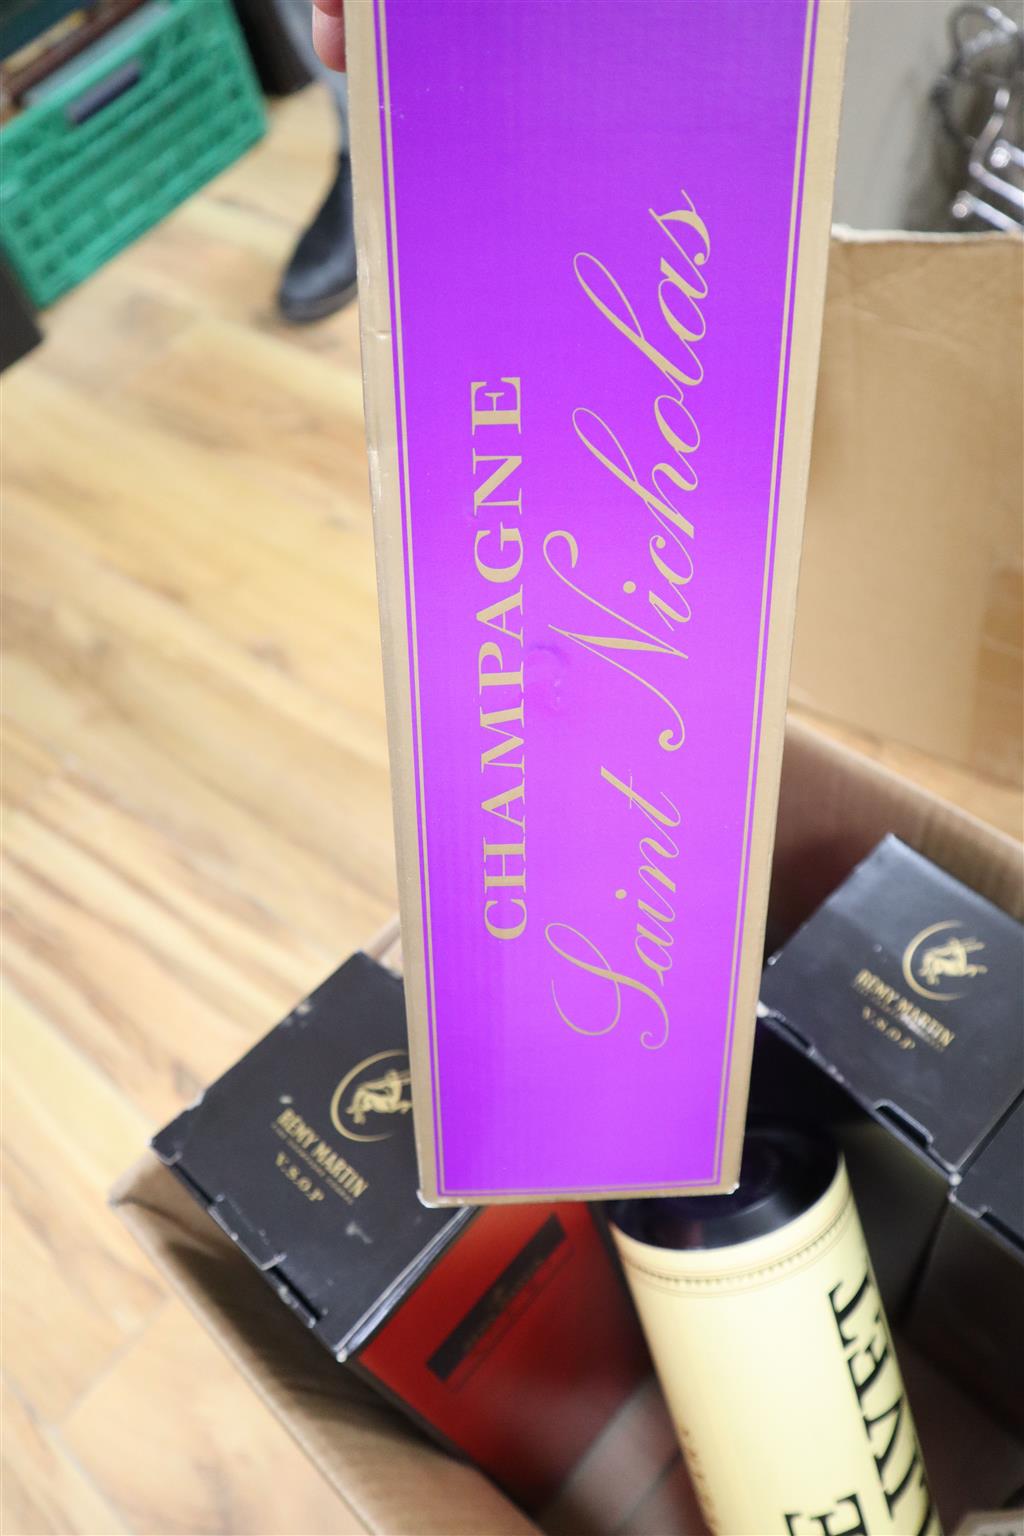 CHAMPAGNE
Saint Nicholas
REMY MARTIN
V.S.O.P
REMY MARTIN
V.S.O.P